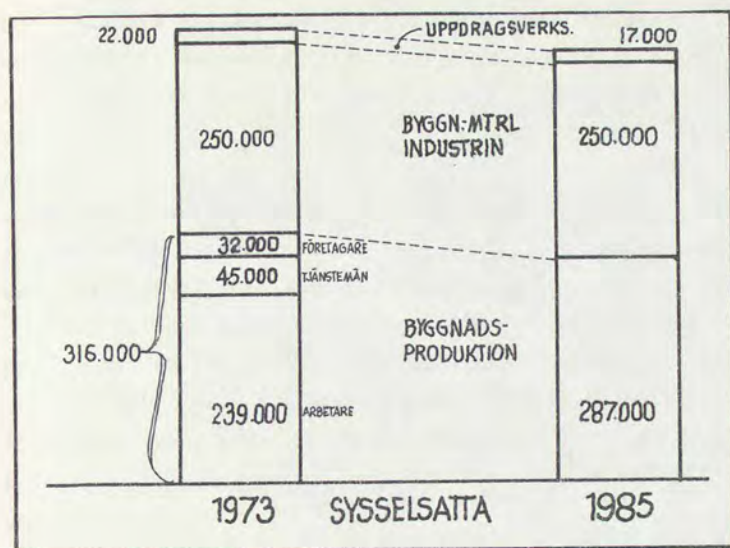 22.000
UPPDRAGSVERKS.
17.000
250.000
BYGGN:MTRL
INDUSTRIN
250.000
32.000 FÖRETAGARE
45.000 TJÄNSTEMÄN
316.000
BYGGNADS-
PRODUKTION
239.000 ARBETARE
287.000
1973 SYSSELSATTA 1985